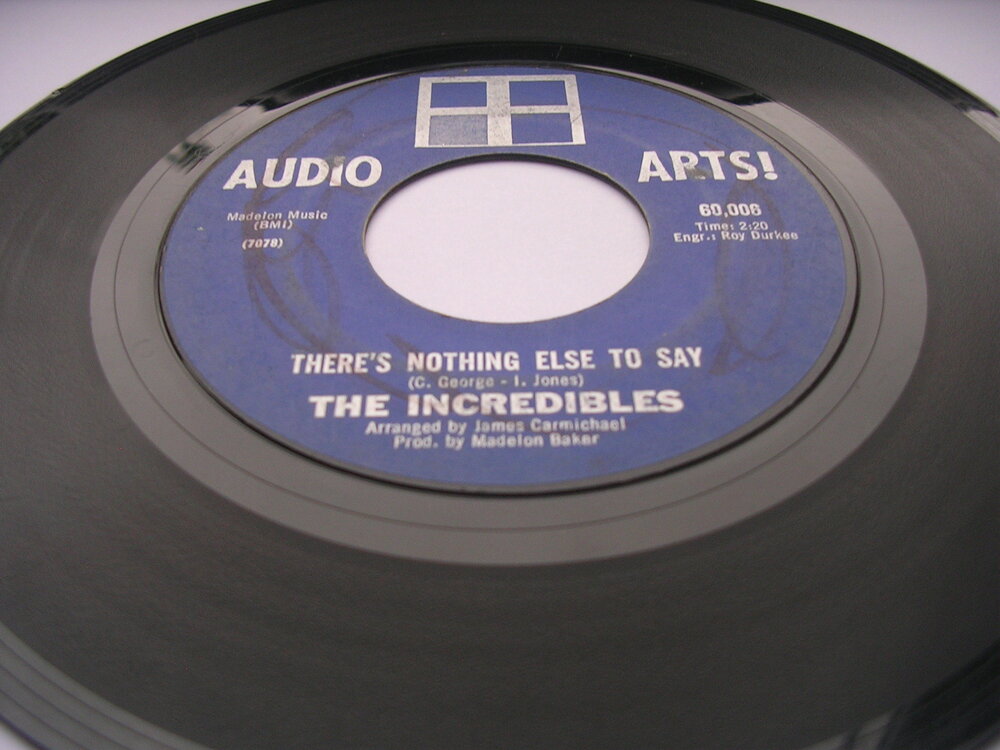 AUDIO ARTS!
Madelon Music
(BMI)
(7078)
60,006
Time: 2:20
Engr.: Roy Durkee
THERE'S NOTHING ELSE TO SAY
(C. George - I. Jones)
THE INCREDIBLES
Arranged by James Carmichael
Prod. by Madelon Baker